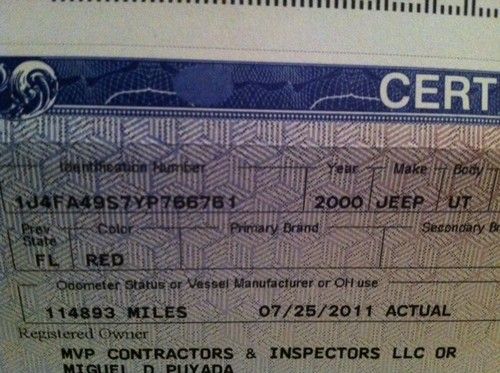 CERT
Identification Number Year Make Body
1J4FA49S7YP766781 2000 JEEP UT
Prev State Color Primary Brand Secondary Br
FL RED
Odometer Status or Vessel Manufacturer or OH use
114893 MILES 07/25/2011 ACTUAL
Registered Owner
MVP CONTRACTORS & INSPECTORS LLC OR
MIGUEL D PUYADA